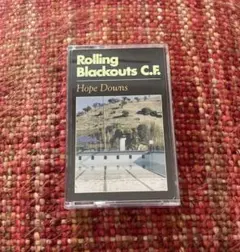 Rolling
Blackouts C.F.
Hope Downs